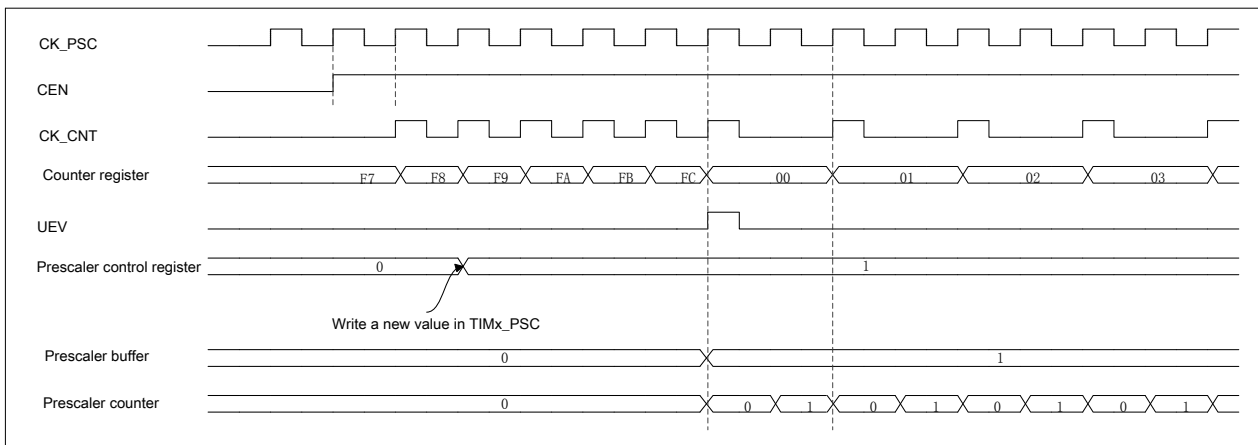 CK_PSC
CEN
CK_CNT
Counter register F7 F8 F9 FA FB FC 00 01 02 03
UEV
Prescaler control register 0 1
Write a new value in TIMx_PSC
Prescaler buffer 0 1
Prescaler counter 0 0 1 0 1 0 1 0 1